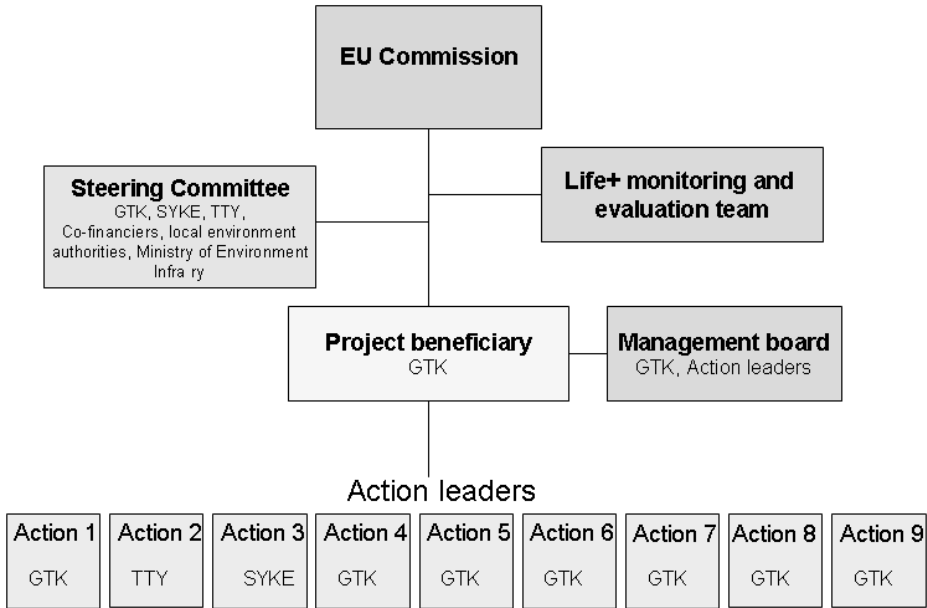 EU Commission
Steering Committee
GTK, SYKE, TTY,
Co-financiers, local environment
authorities, Ministry of Environment
Infra ry
Life+ monitoring and
evaluation team
Project beneficiary
GTK
Management board
GTK, Action leaders
Action leaders
Action 1
GTK
Action 2
TTY
Action 3
SYKE
Action 4
GTK
Action 5
GTK
Action 6
GTK
Action 7
GTK
Action 8
GTK
Action 9
GTK